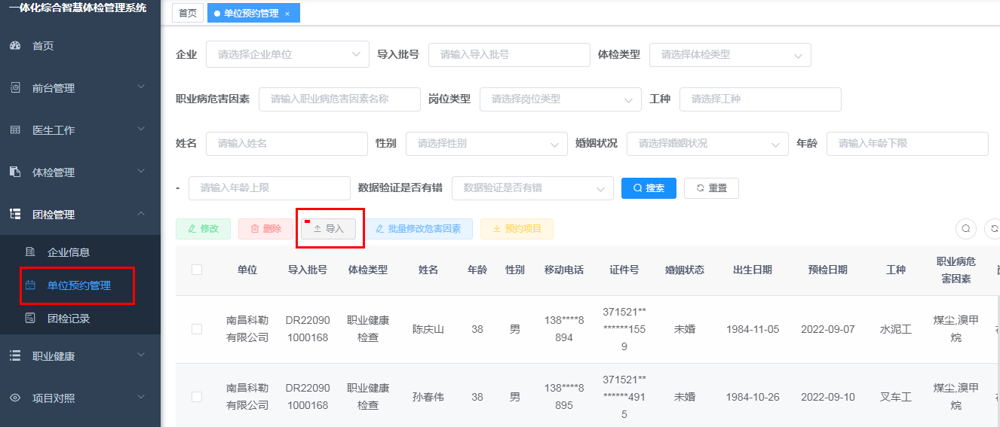 一体化综合智慧体检管理系统
首页
前台管理
医生工作
体检管理
团检管理
企业信息
单位预约管理
团检记录
职业健康
项目对照
首页 单位预约管理 ×
企业 请选择企业单位 导入批号 请输入导入批号 体检类型 请选择体检类型
职业病危害因素 请输入职业病危害因素名称 岗位类型 请选择岗位类型 工种 请选择工种
姓名 请输入姓名 性别 请选择性别 婚姻状况 请选择婚姻状况 年龄 请输入年龄下限
- 请输入年龄上限 数据验证是否有错 数据验证是否有错 搜索 重置
修改 删除 导入 批量修改危害因素 预约项目
单位 导入批号 体检类型 姓名 年龄 性别 移动电话 证件号 婚姻状态 出生日期 预检日期 工种 职业病危
害因素
南昌科勒 DR22090 职业健康 陈庆山 38 男 138****8 371521** 未婚 1984-11-05 2022-09-07 水泥工 煤尘,溴甲
有限公司 1000168 检查 894 ******155 烷
9
南昌科勒 DR22090 职业健康 孙春伟 38 男 138****8 371521** 未婚 1984-10-26 2022-09-10 叉车工 煤尘,溴甲
有限公司 1000168 检查 895 ******491 烷
5